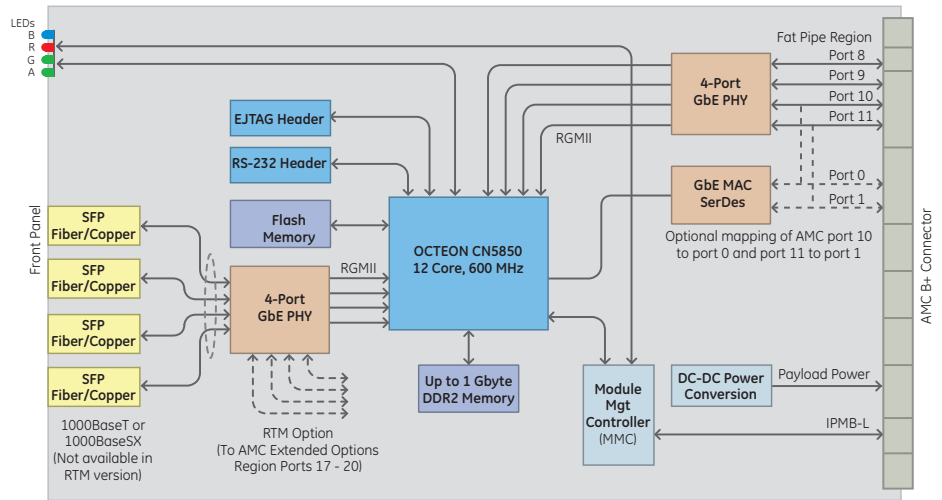 LEDs
B
R
G
A
Fat Pipe Region
Port 8
Port 9
Port 10
Port 11
4-Port
GbE PHY
RGMII
EJTAG Header
RS-232 Header
Flash
Memory
OCTEON CN5850
12 Core, 600 MHz
GbE MAC
SerDes
Port 0
Port 1
Optional mapping of AMC port 10
to port 0 and port 11 to port 1
Front Panel
SFP
Fiber/Copper
SFP
Fiber/Copper
SFP
Fiber/Copper
SFP
Fiber/Copper
4-Port
GbE PHY
RGMII
AMC B+ Connector
Up to 1 Gbyte
DDR2 Memory
Module
Mgt
Controller
(MMC)
DC-DC Power
Conversion
Payload Power
IPMB-L
1000BaseT or
1000BaseSX
(Not available in
RTM version)
RTM Option
(To AMC Extended Options
Region Ports 17 - 20)